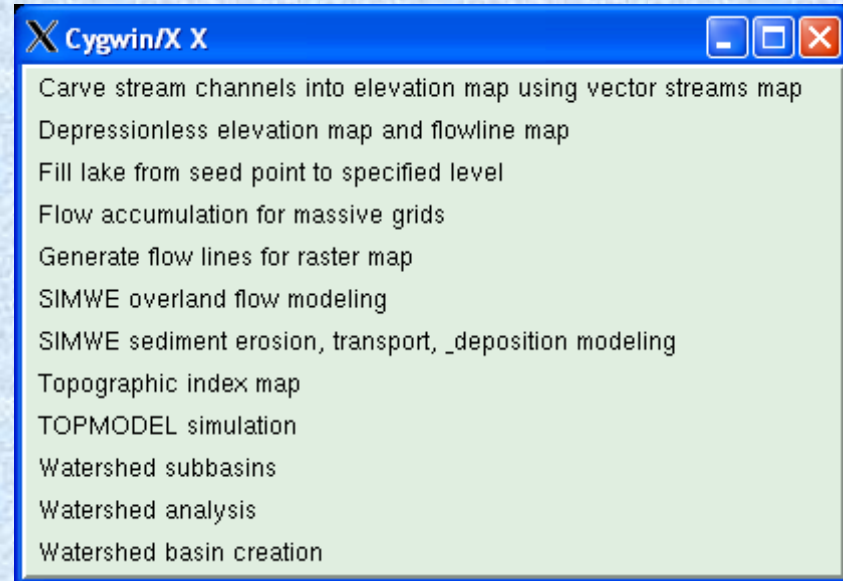 Cygwin/X X
Carve stream channels into elevation map using vector streams map
Depressionless elevation map and flowline map
Fill lake from seed point to specified level
Flow accumulation for massive grids
Generate flow lines for raster map
SIMWE overland flow modeling
SIMWE sediment erosion, transport, _deposition modeling
Topographic index map
TOPMODEL simulation
Watershed subbasins
Watershed analysis
Watershed basin creation